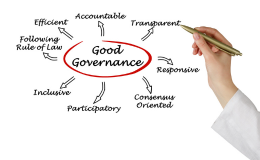 Accountable
Efficient
Transparent
Following
Rule of Law
Good
Governance
Responsive
Inclusive
Consensus
Oriented
Participatory